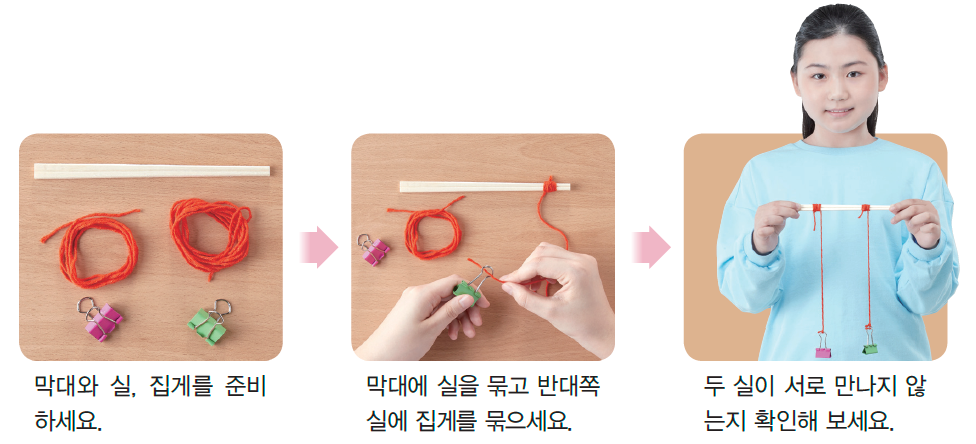 막대와 실, 집게를 준비
하세요.
막대에 실을 묶고 반대쪽
실에 집게를 묶으세요.
두 실이 서로 만나지 않
는지 확인해 보세요.